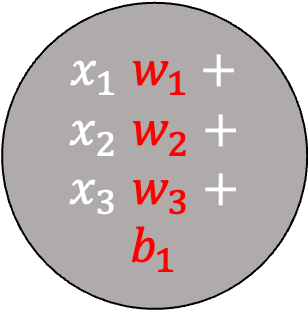 x₁ w₁ +
x₂ w₂ +
x₃ w₃ +
b₁